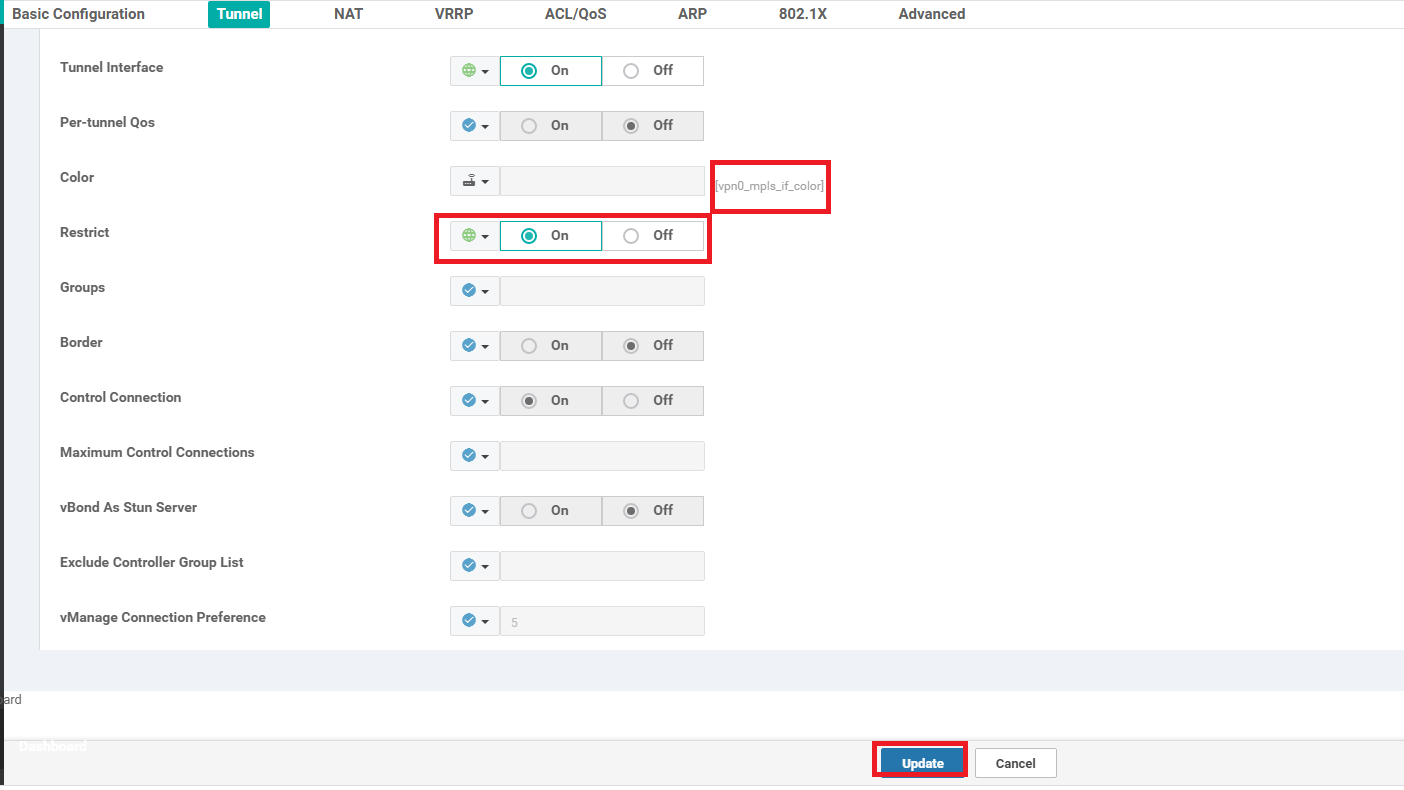 Basic Configuration Tunnel NAT VRRP ACL/QoS ARP 802.1X Advanced
Tunnel Interface On Off
Per-tunnel Qos On Off
Color [vpn0_mpls_if_color]
Restrict On Off
Groups
Border On Off
Control Connection On Off
Maximum Control Connections
vBond As Stun Server On Off
Exclude Controller Group List
vManage Connection Preference 5
ard
Dashboard
Update Cancel